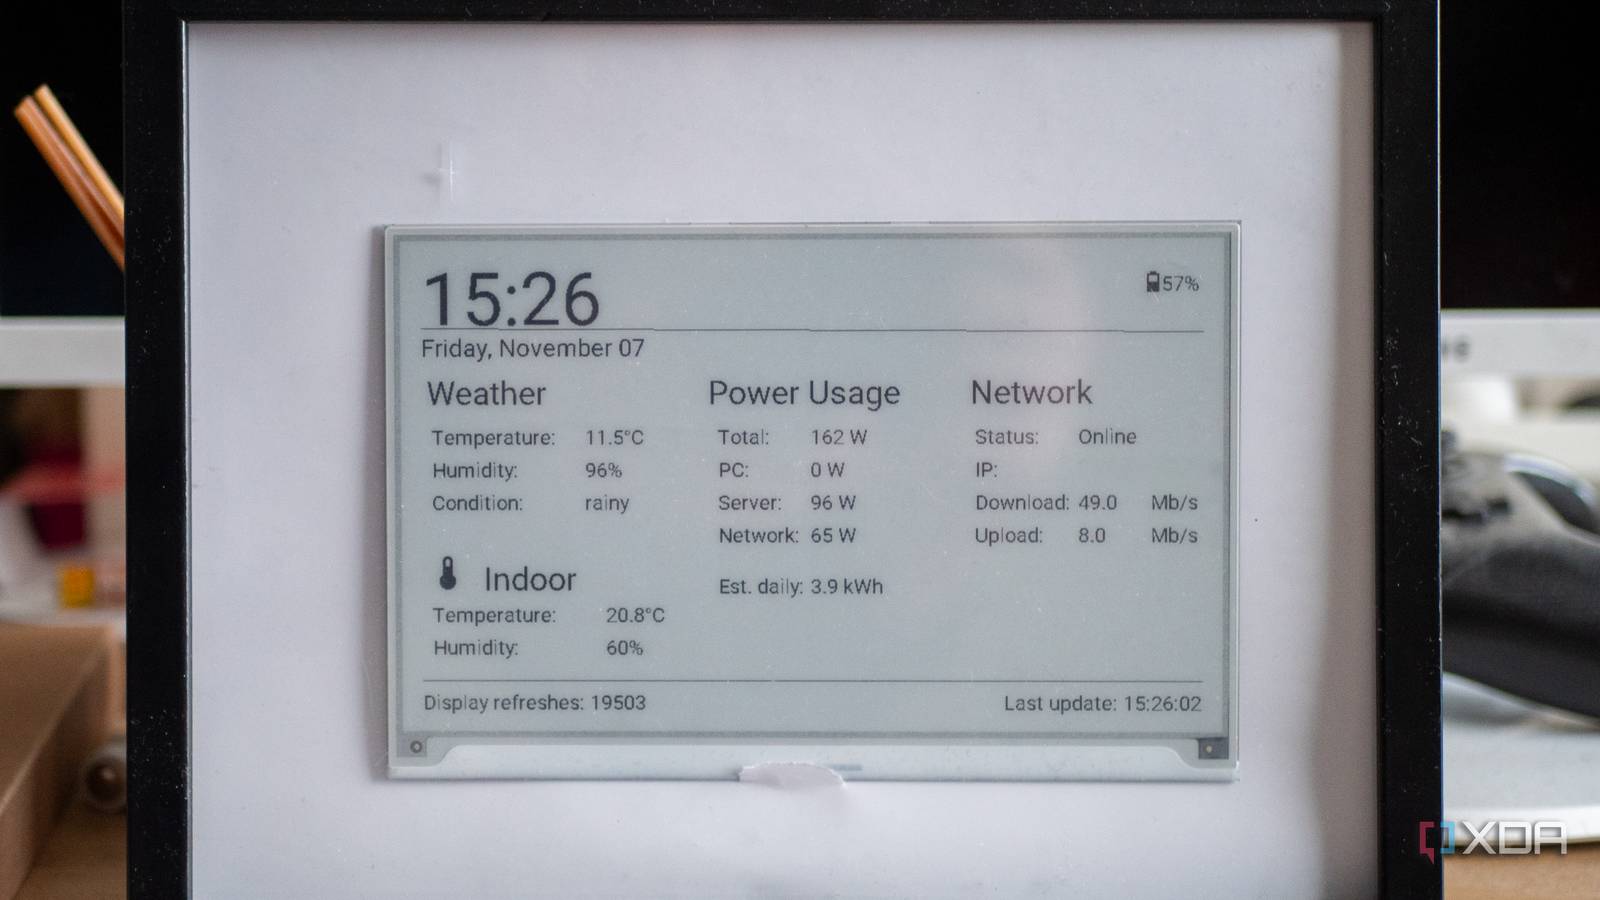 15:26
57%
Friday, November 07
Weather
Temperature: 11.5°C
Humidity: 96%
Condition: rainy
Indoor
Temperature: 20.8°C
Humidity: 60%
Power Usage
Total: 162 W
PC: 0 W
Server: 96 W
Network: 65 W
Est. daily: 3.9 kWh
Network
Status: Online
IP:
Download: 49.0 Mb/s
Upload: 8.0 Mb/s
Display refreshes: 19503
Last update: 15:26:02
XDA